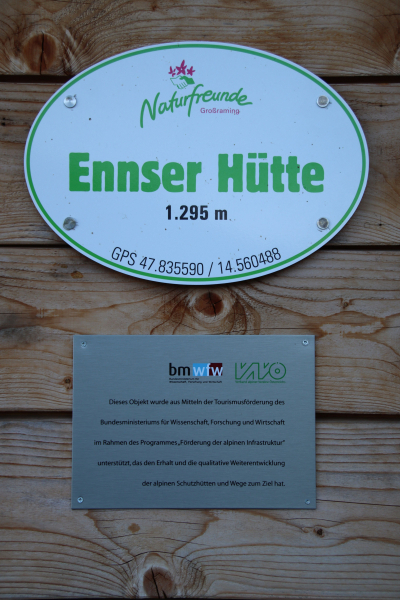 Naturfreunde
Großraming
Ennser Hütte
1.295 m
GPS 47.835590 / 14.560488
bmwfw
VAVO
Dieses Objekt wurde aus Mitteln der Tourismusförderung des
Bundesministeriums für Wissenschaft, Forschung und Wirtschaft
im Rahmen des Programmes „Förderung der alpinen Infrastruktur"
unterstützt, das den Erhalt und die qualitative Weiterentwicklung
der alpinen Schutzhütten und Wege zum Ziel hat.